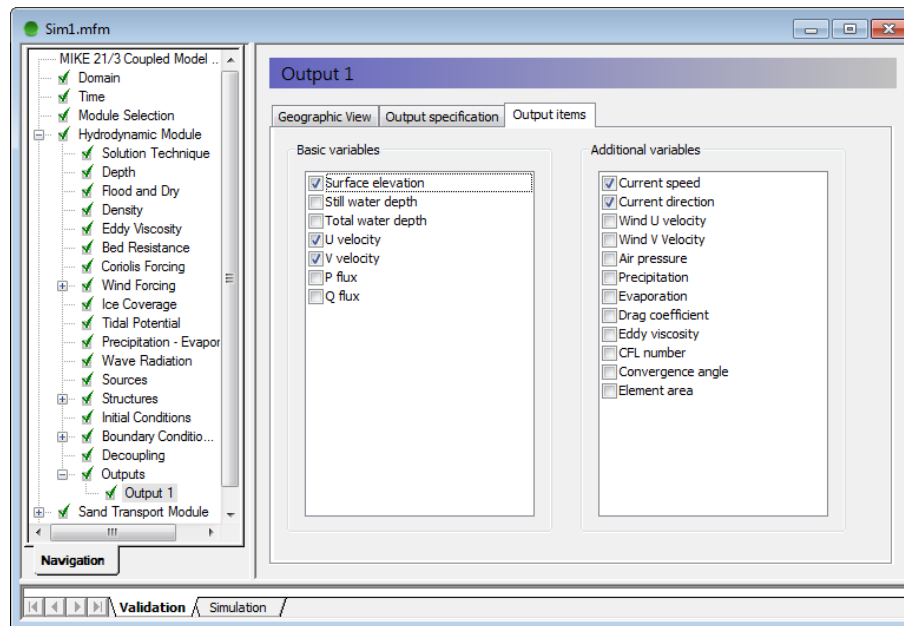 Sim1.mfm
MIKE 21/3 Coupled Model ..
Domain
Time
Module Selection
Hydrodynamic Module
Solution Technique
Depth
Flood and Dry
Density
Eddy Viscosity
Bed Resistance
Coriolis Forcing
Wind Forcing
Ice Coverage
Tidal Potential
Precipitation - Evapor
Wave Radiation
Sources
Structures
Initial Conditions
Boundary Conditio...
Decoupling
Outputs
Output 1
Sand Transport Module
Navigation
Output 1
Geographic View
Output specification
Output items
Basic variables
Surface elevation
Still water depth
Total water depth
U velocity
V velocity
P flux
Q flux
Additional variables
Current speed
Current direction
Wind U velocity
Wind V Velocity
Air pressure
Precipitation
Evaporation
Drag coefficient
Eddy viscosity
CFL number
Convergence angle
Element area
Validation
Simulation